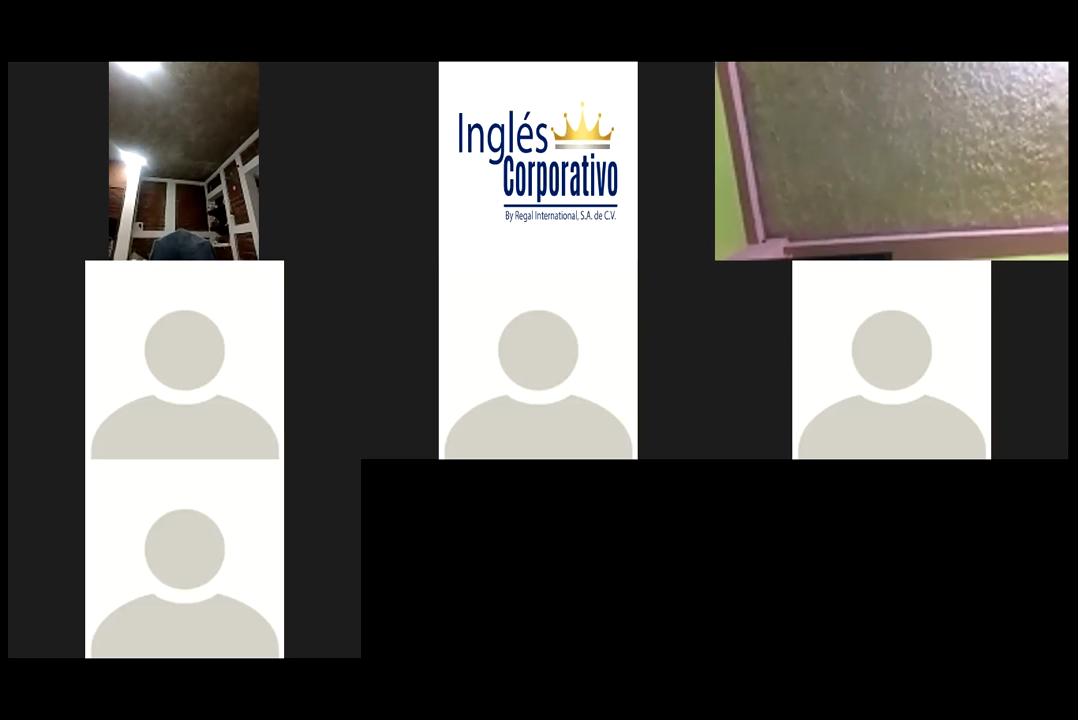 Inglés
Corporativo
By Regal International, S.A. de C.V.